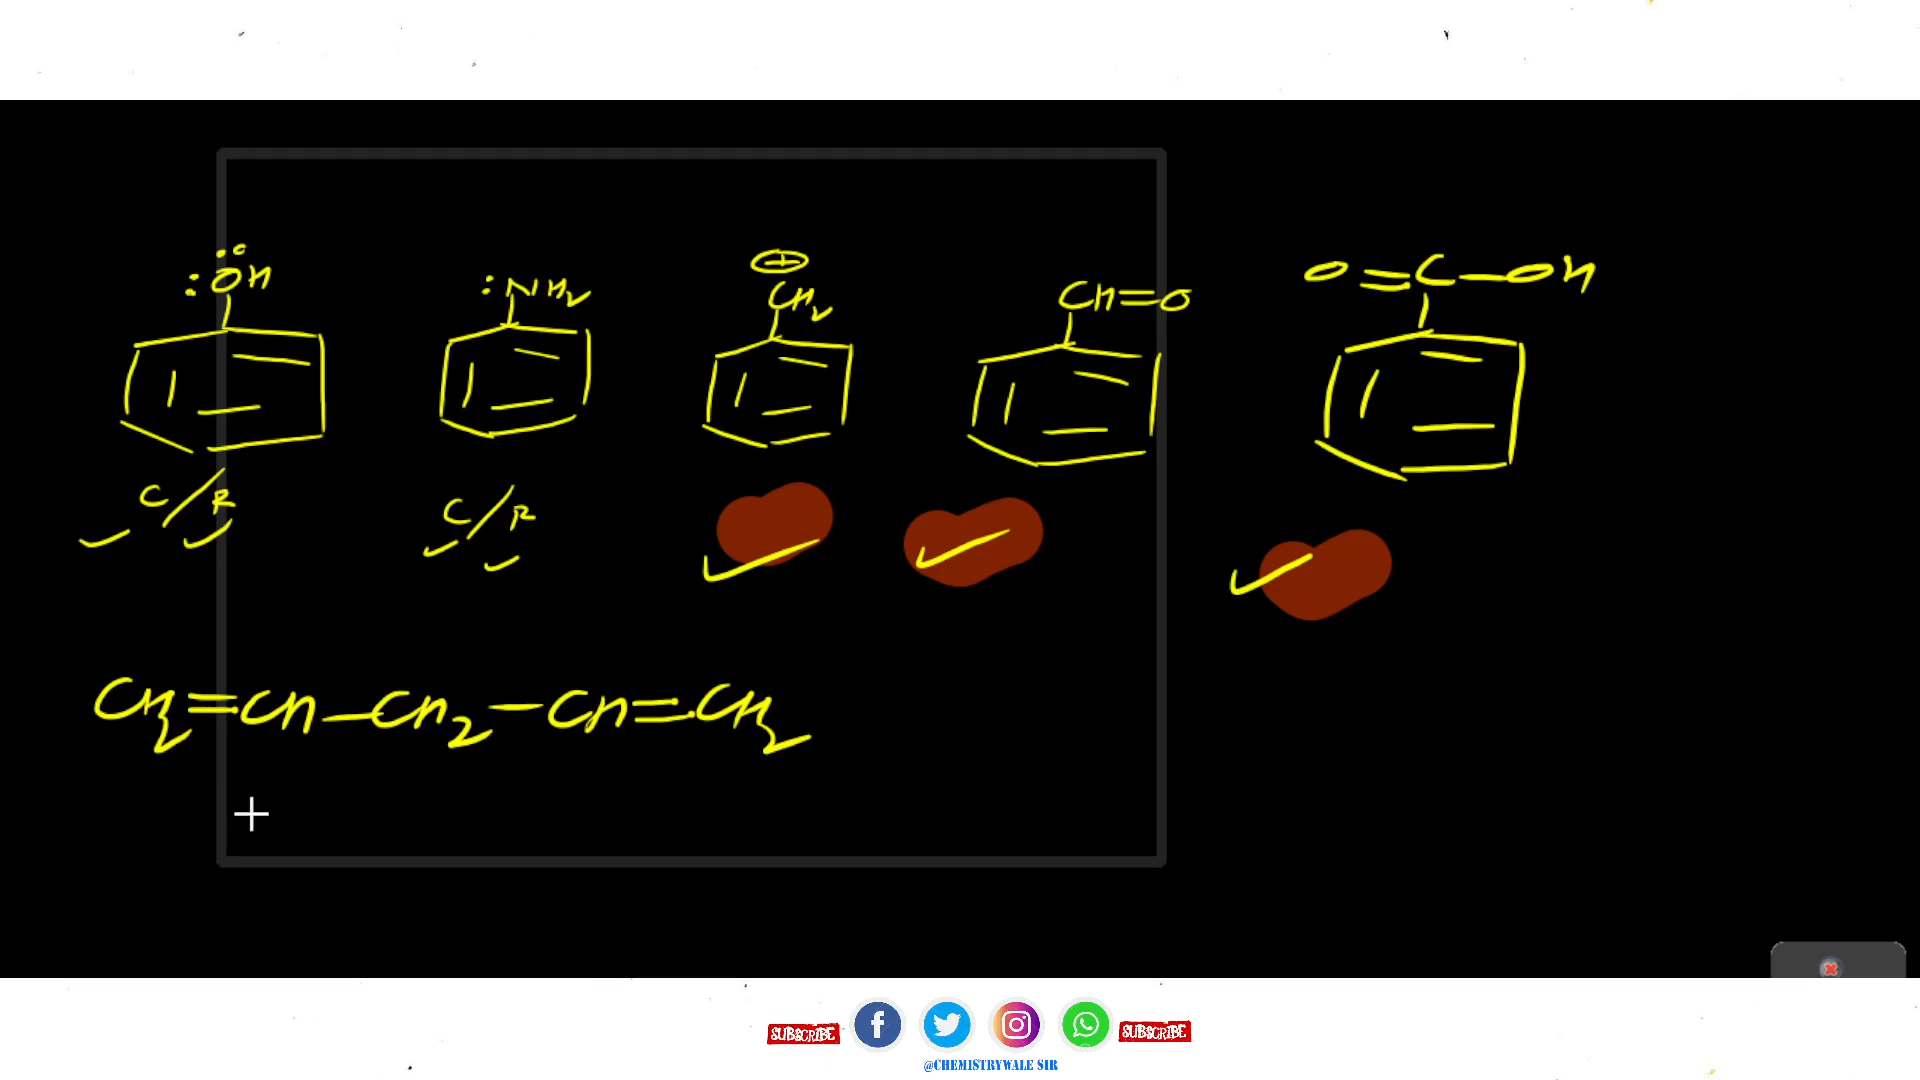 :ÖH
:NH₂
⊕
CH₂
CH=O
O=C—OH
C/R
C/R
CH₂=CH—CH₂—CH=CH₂
SUBSCRIBE
SUBSCRIBE
@CHEMISTRYWALE SIR